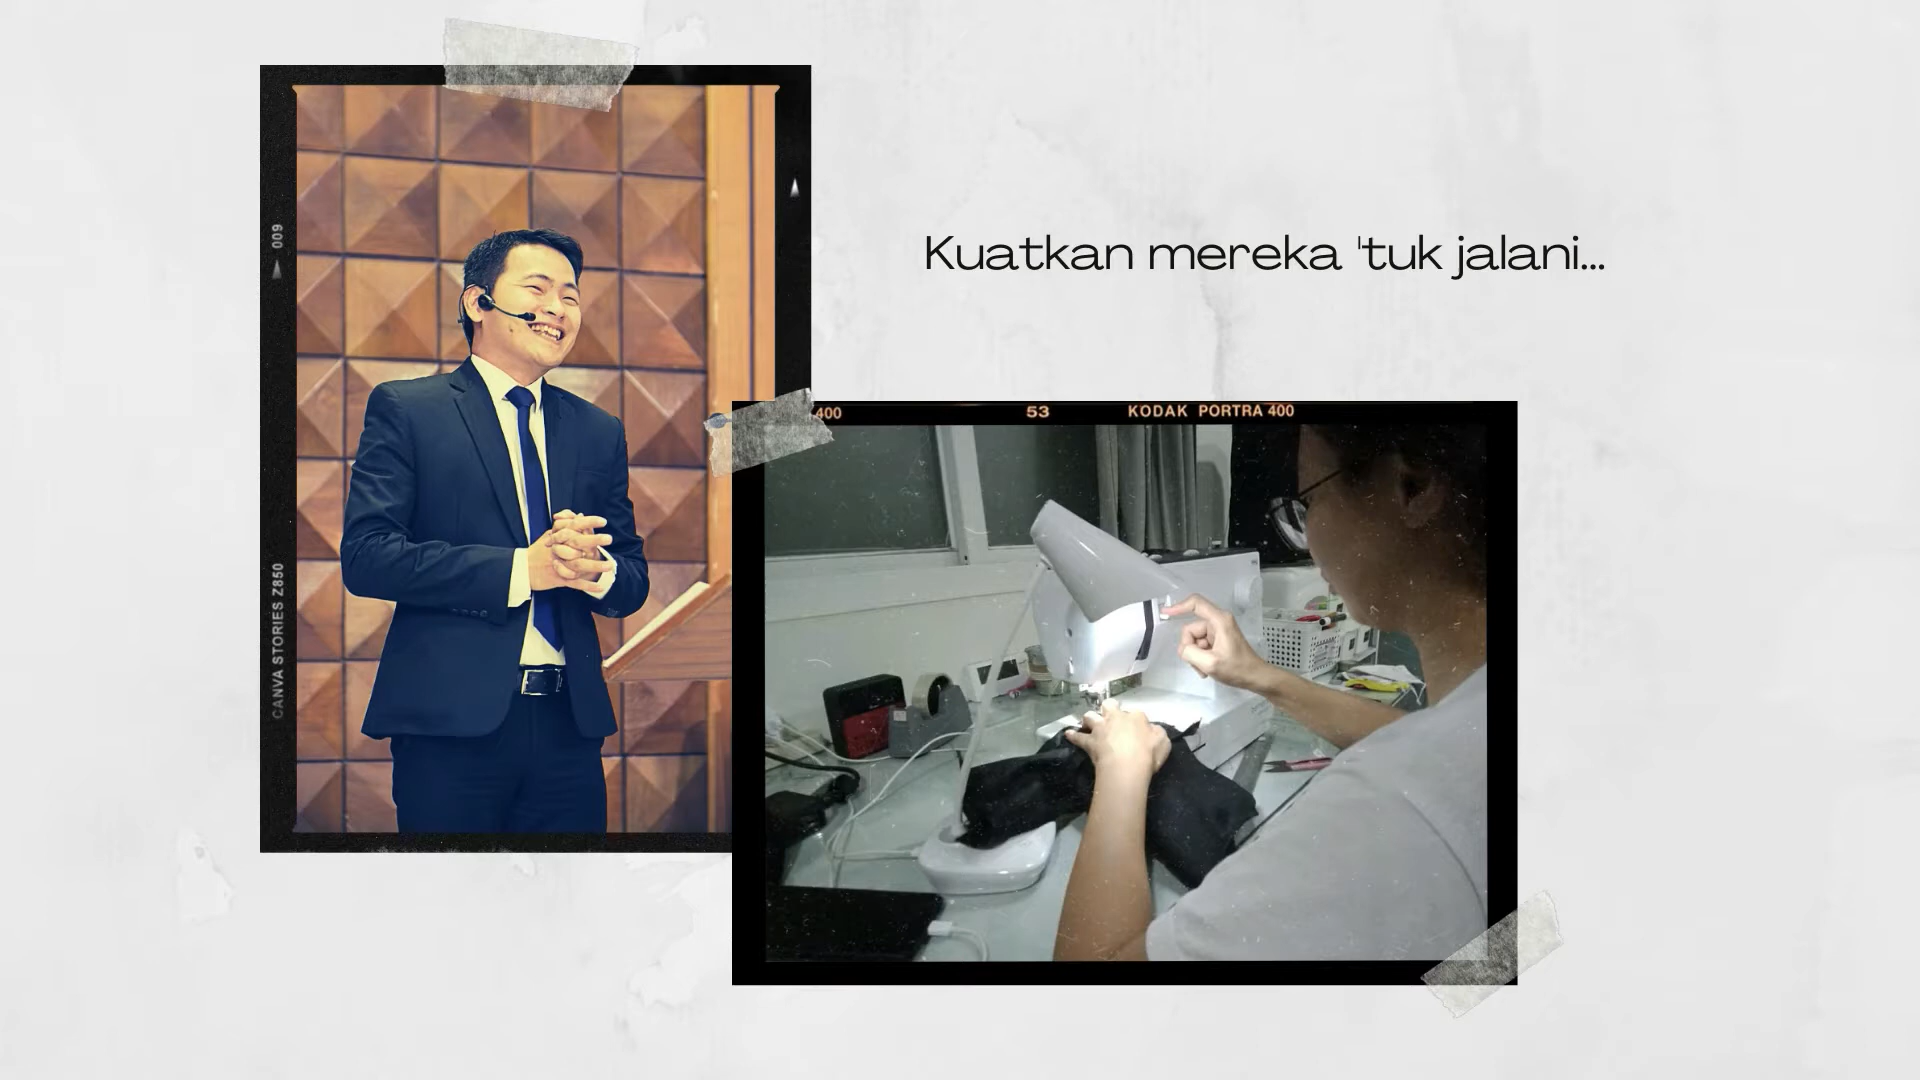 Kuatkan mereka 'tuk jalani...
009
CANVA STORIES Z850
400
53
KODAK PORTRA 400